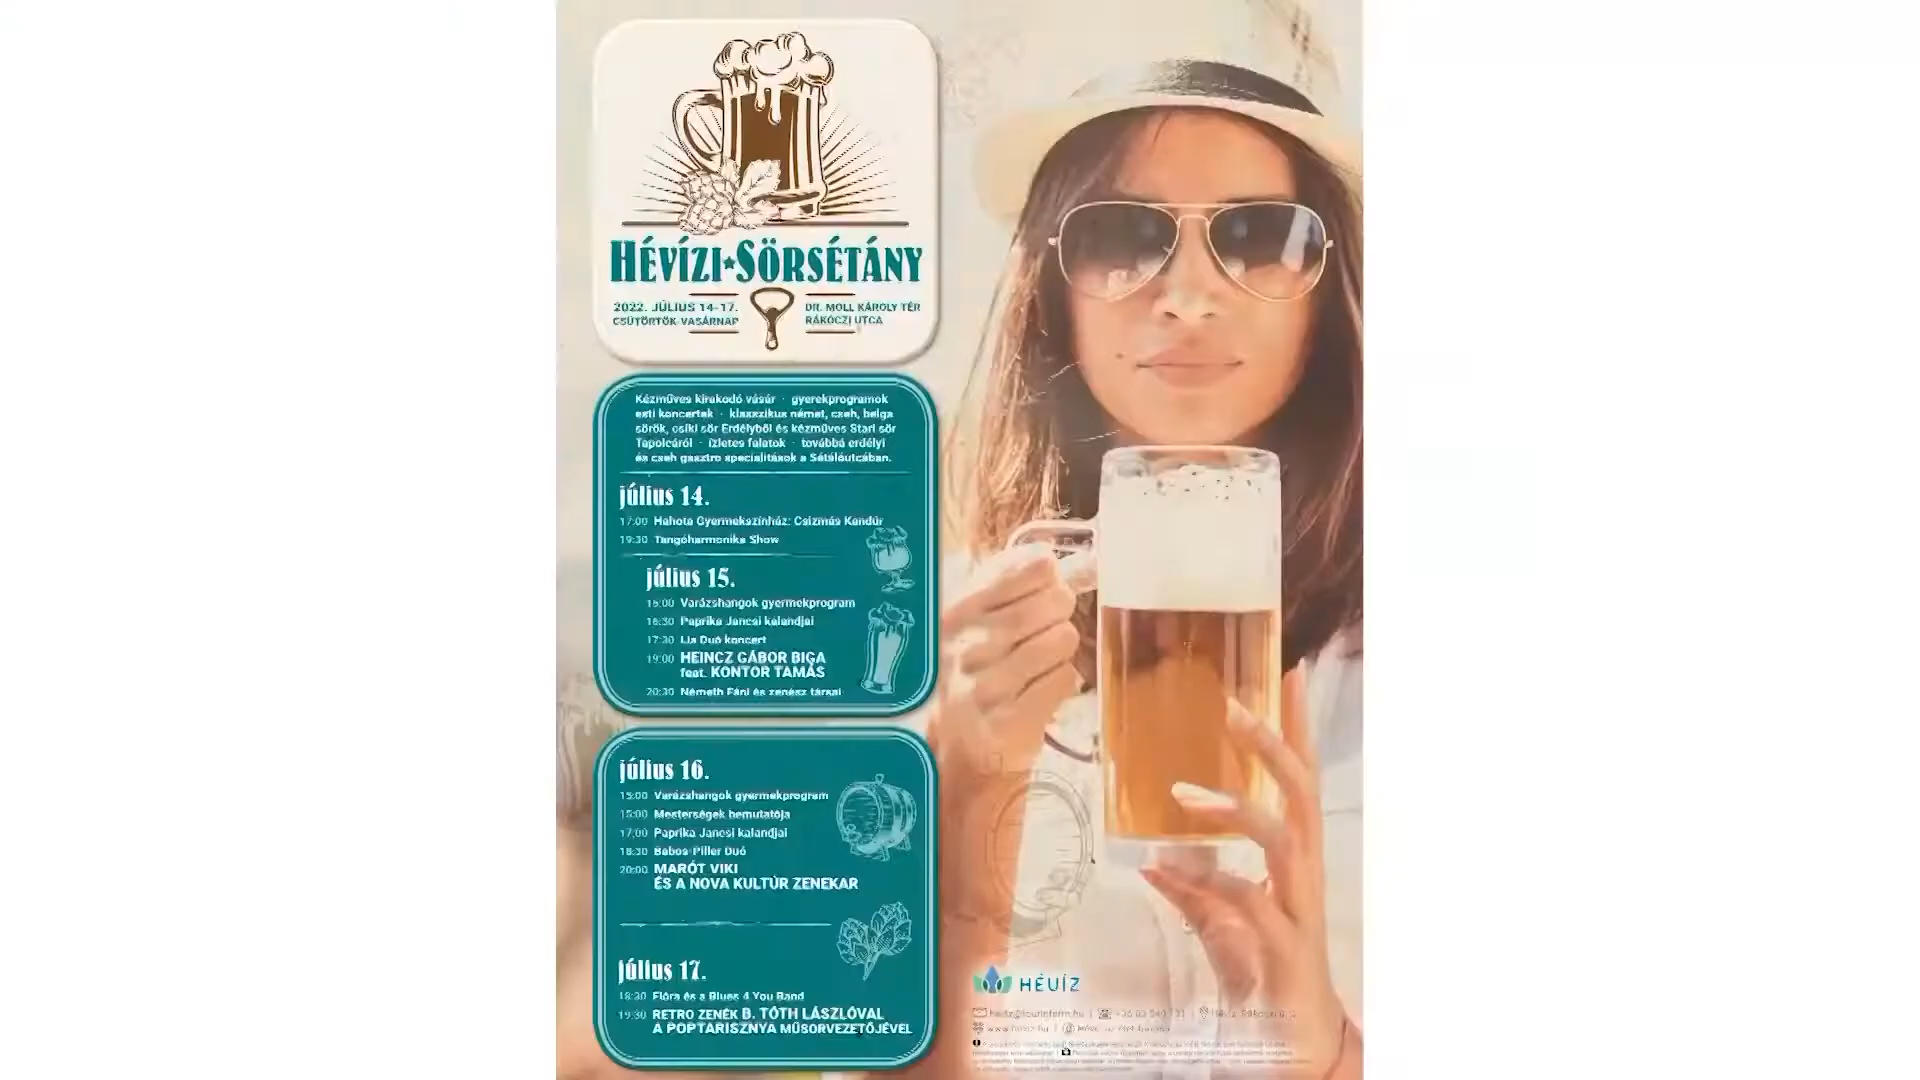 HÉVÍZI★SÖRSÉTÁNY
2022. JÚLIUS 14-17.
CSÜTÖRTÖK-VASÁRNAP
DR. MOLL KÁROLY TÉR
RÁKÓCZI UTCA
Kézműves kirakodó vásár · gyerekprogramok
esti koncertek · klasszikus német, cseh, belga
sörök, csíki sör Erdélyből és kézműves Stari sör
Tapolcáról · ízletes falatok · továbbá erdélyi
és cseh gasztro specialitások a Sétálóutcában.
július 14.
17:00 Hahota Gyermekszínház: Csizmás Kandúr
19:30 Tangóharmonika Show
július 15.
Varázshangok gyermekprogram
16:30 Paprika Jancsi kalandjai
17:30 Lia Duó koncert
19:00 HEINCZ GÁBOR BIGA
feat. KONTOR TAMÁS
20:30 Németh Fáni és zenész társai
július 16.
15:00 Varázshangok gyermekprogram
15:00 Mesterségek bemutatója
17:00 Paprika Jancsi kalandjai
18:30 Babos-Piller Duó
20:00 MARÓT VIKI
ÉS A NOVA KULTÚR ZENEKAR
július 17.
18:30 Flóra és a Blues 4 You Band
19:30 RETRO ZENÉK B. TÓTH LÁSZLÓVAL
A POPTARISZNYA MŰSORVEZETŐJÉVEL
HÉVÍZ
www.heviz.hu